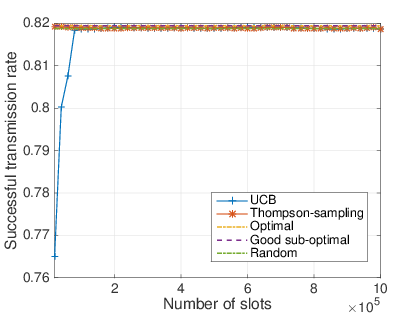 0.82
0.81
0.8
0.79
0.78
0.77
0.76
Successful transmission rate
UCB
Thompson-sampling
Optimal
Good sub-optimal
Random
2 4 6 8 10
Number of slots
×10^5